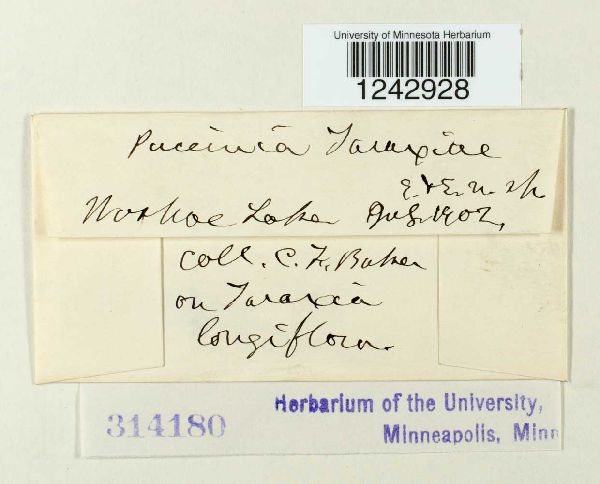 University of Minnesota Herbarium
1242928
Puccinia Taraxiae
E. & E. n. sp
Washoe Lake Aug. 1902,
Coll. C. F. Baker
on Taraxia
longiflora.
314180
Herbarium of the University,
Minneapolis, Minn